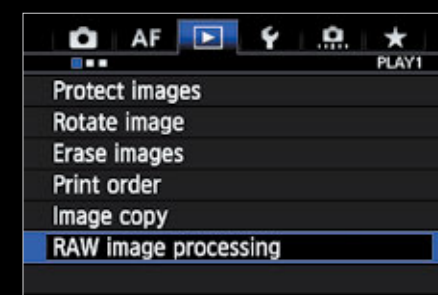 AF
PLAY1
Protect images
Rotate image
Erase images
Print order
Image copy
RAW image processing